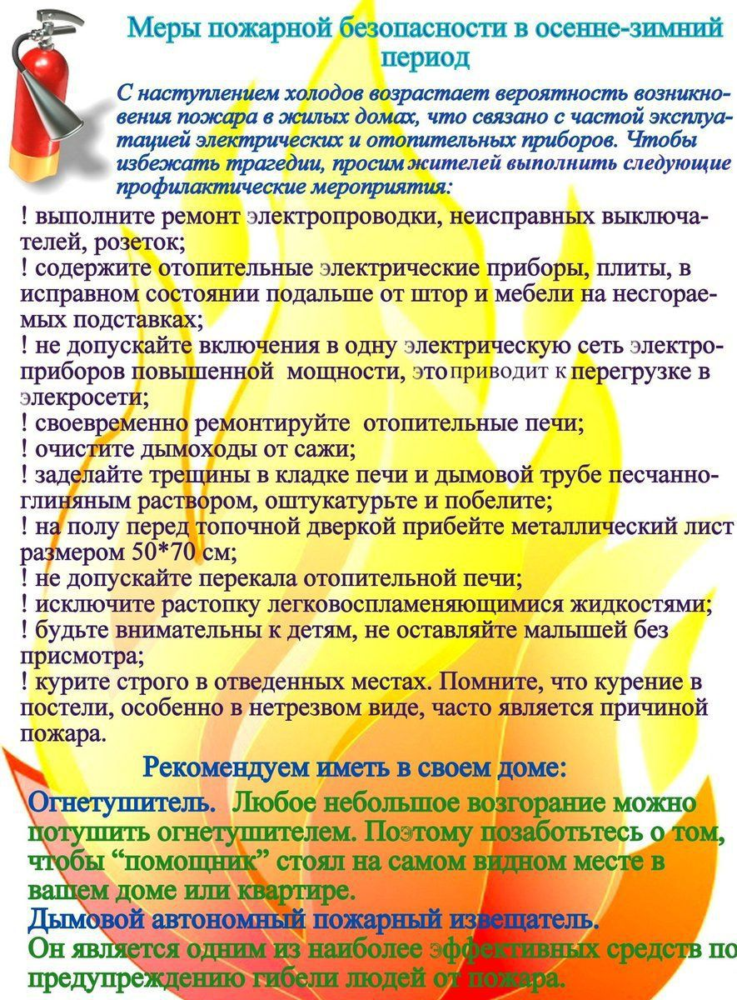 Меры пожарной безопасности в осенне-зимний
период
С наступлением холодов возрастает вероятность возникно-
вения пожара в жилых домах, что связано с частой эксплуа-
тацией электрических и отопительных приборов. Чтобы
избежать трагедии, просим жителей выполнить следующие
профилактические мероприятия:
! выполните ремонт электропроводки, неисправных выключа-
телей, розеток;
! содержите отопительные электрические приборы, плиты, в
исправном состоянии подальше от штор и мебели на несгорае-
мых подставках;
! не допускайте включения в одну электрическую сеть электро-
приборов повышенной мощности, это приводит к перегрузке в
элекросети;
! своевременно ремонтируйте отопительные печи;
! очистите дымоходы от сажи;
! заделайте трещины в кладке печи и дымовой трубе песчанно-
глиняным раствором, оштукатурьте и побелите;
! на полу перед топочной дверкой прибейте металлический лист
размером 50*70 см;
! не допускайте перекала отопительной печи;
! исключите растопку легковоспламеняющимися жидкостями;
! будьте внимательны к детям, не оставляйте малышей без
присмотра;
! курите строго в отведенных местах. Помните, что курение в
постели, особенно в нетрезвом виде, часто является причиной
пожара.
Рекомендуем иметь в своем доме:
Огнетушитель. Любое небольшое возгорание можно
потушить огнетушителем. Поэтому позаботьтесь о том,
чтобы “помощник” стоял на самом видном месте в
вашем доме или квартире.
Дымовой автономный пожарный извещатель.
Он является одним из наиболее эффективных средств по
предупреждению гибели людей от пожара.